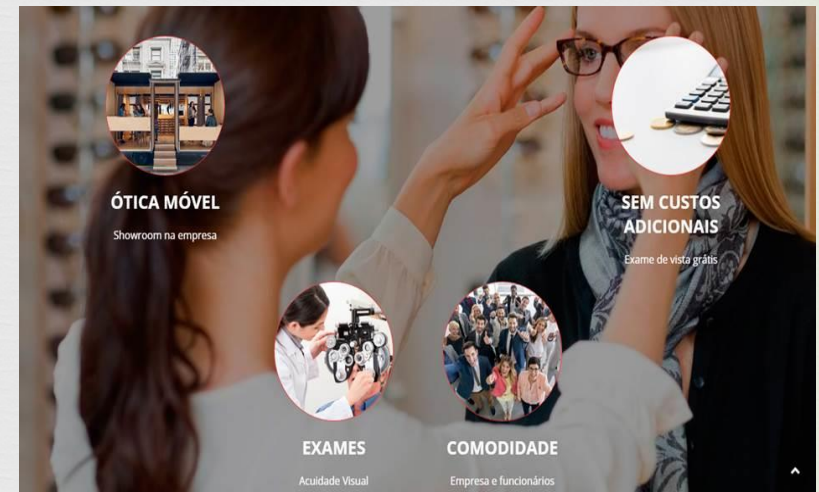 ÓTICA MÓVEL
Showroom na empresa
SEM CUSTOS
ADICIONAIS
Exame de vista grátis
EXAMES
Acuidade Visual
COMODIDADE
Empresa e funcionários